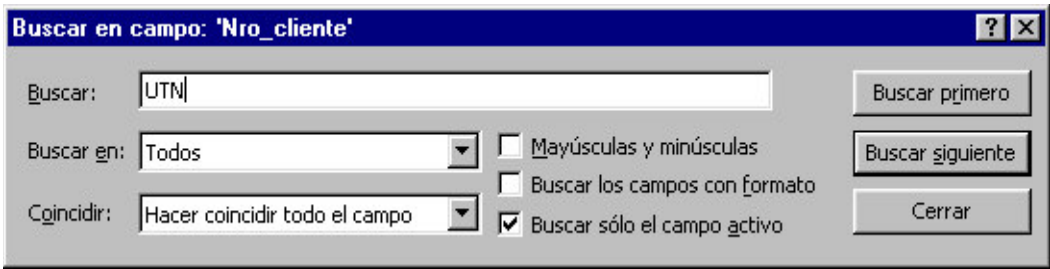 Buscar en campo: 'Nro_cliente'
Buscar: UTN Buscar primero
Buscar en: Todos Mayúsculas y minúsculas Buscar siguiente
Buscar los campos con formato
Coincidir: Hacer coincidir todo el campo Buscar sólo el campo activo Cerrar